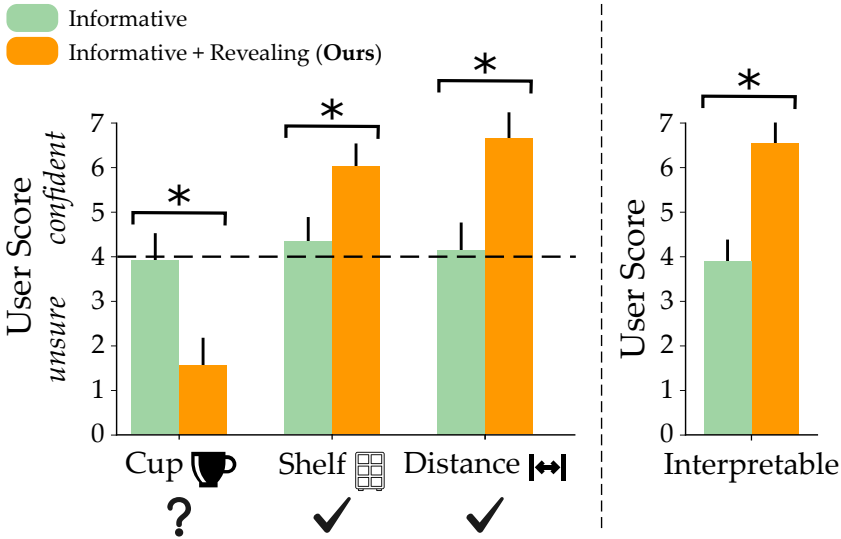 Informative
Informative + Revealing (Ours)
* * * *
User Score
unsure confident
7
6
5
4
3
2
1
0
Cup Shelf Distance
? ✓ ✓
User Score
7
6
5
4
3
2
1
0
Interpretable